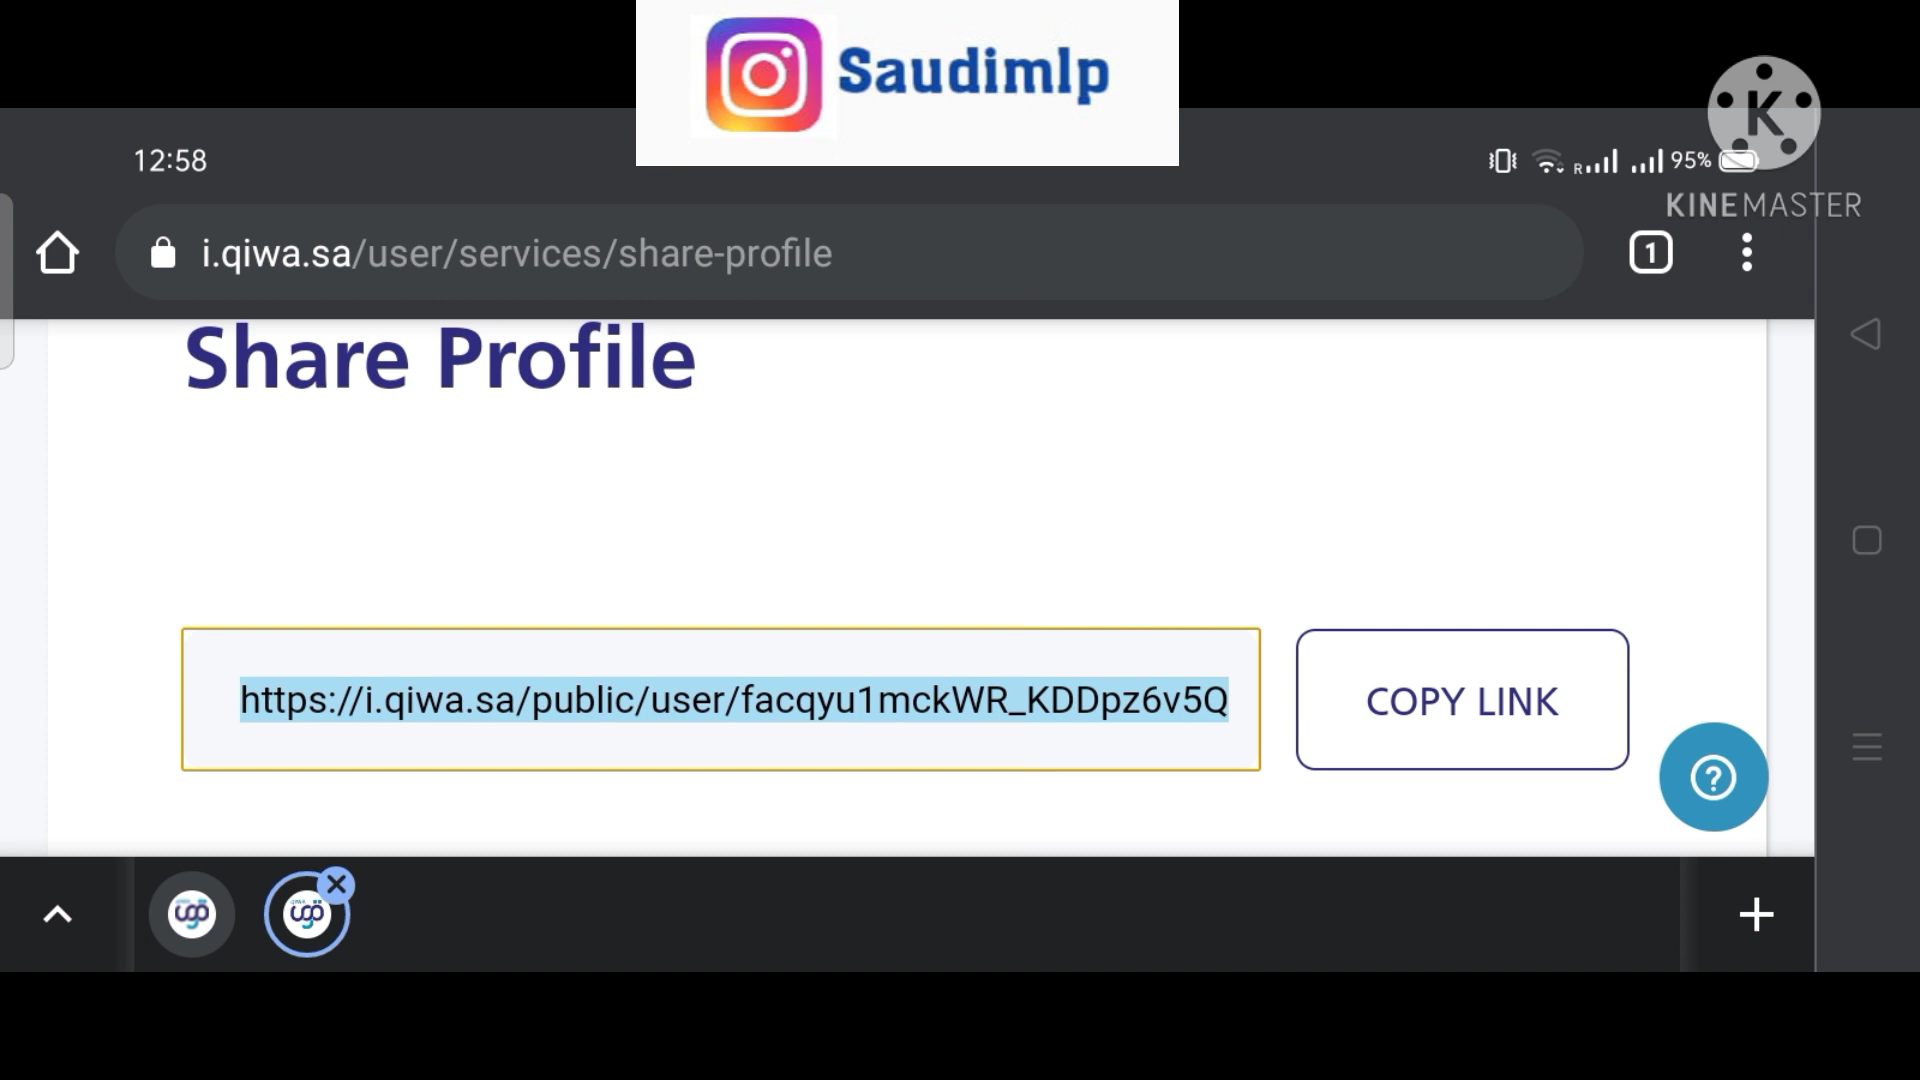 Saudimlp
12:58
R
95%
K
KINEMASTER
i.qiwa.sa/user/services/share-profile
1
Share Profile
https://i.qiwa.sa/public/user/facqyu1mckWR_KDDpz6v5Q
COPY LINK
?